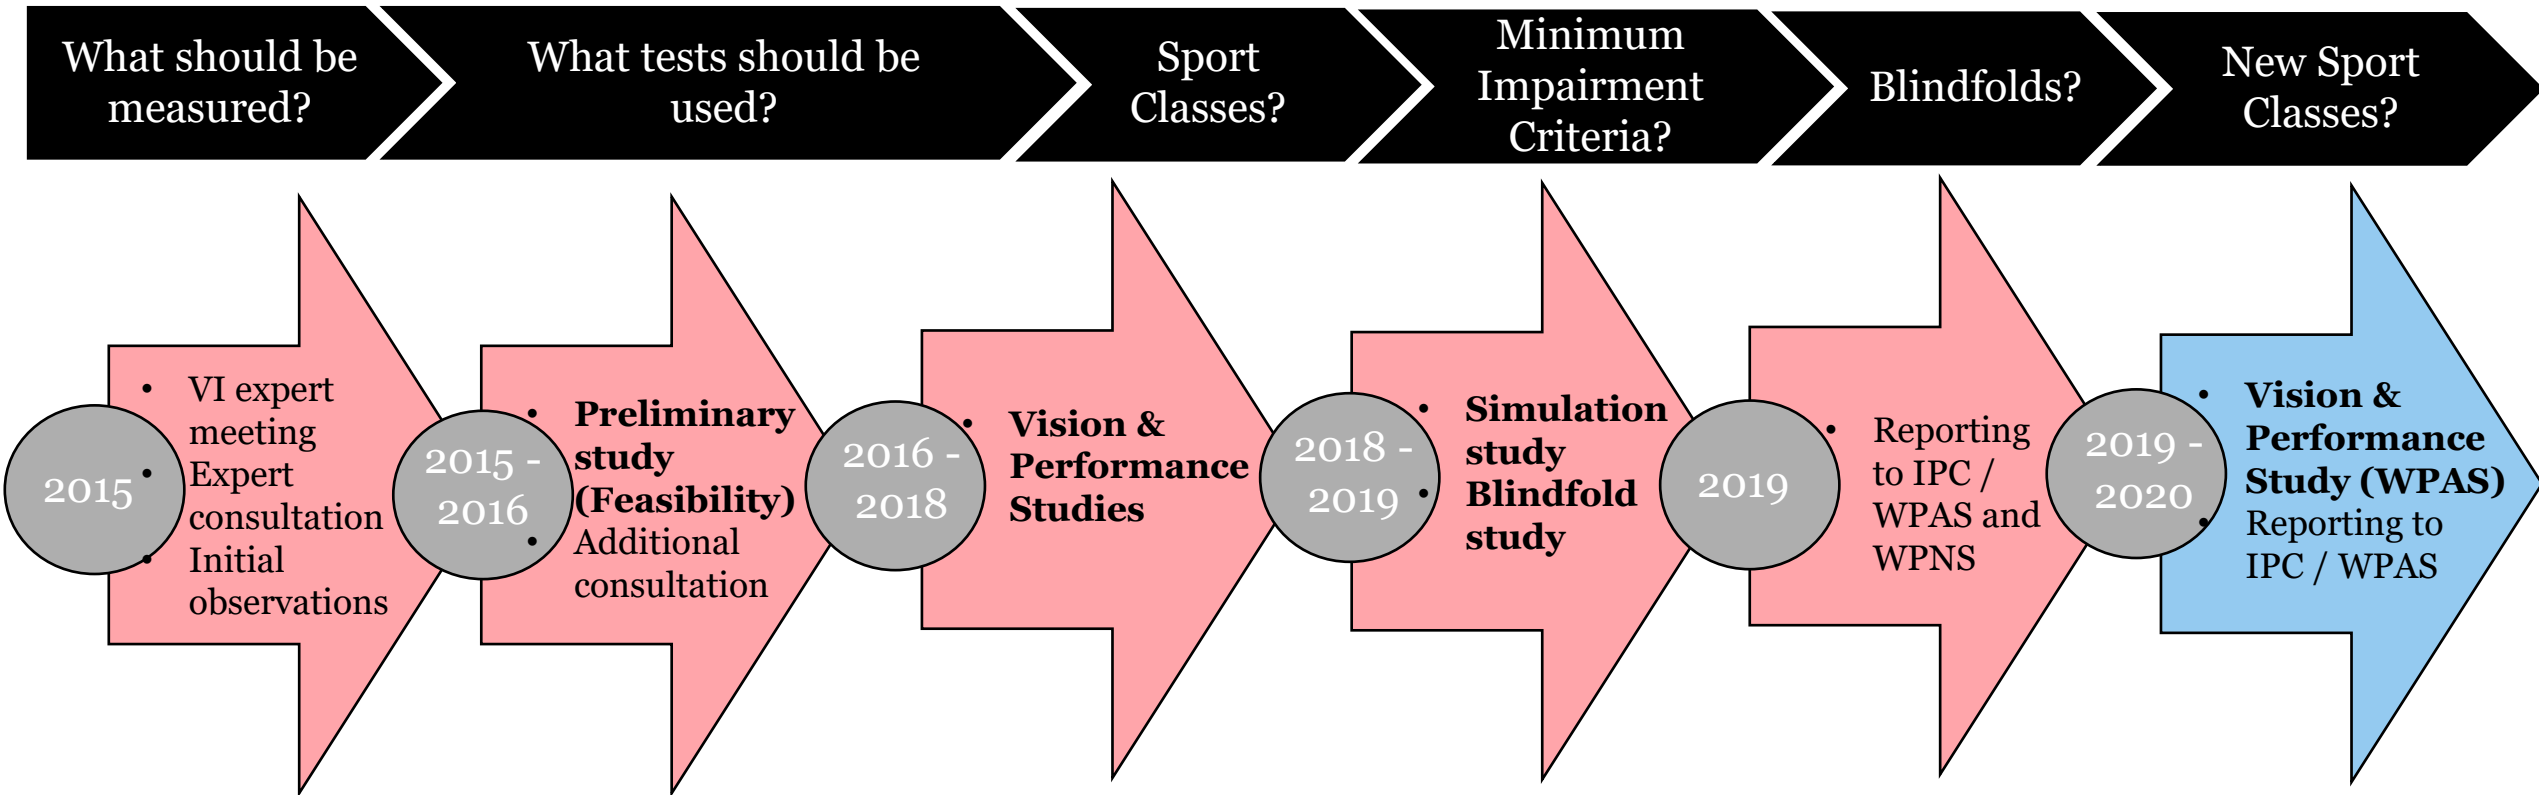 What should be
measured?
What tests should be
used?
Sport
Classes?
Minimum
Impairment
Criteria?
Blindfolds?
New Sport
Classes?
2015
• VI expert
meeting
• Expert
consultation
• Initial
observations
2015 -
2016
• Preliminary
study
(Feasibility)
• Additional
consultation
2016 -
2018
• Vision &
Performance
Studies
2018 -
2019
• Simulation
study
• Blindfold
study
2019
• Reporting
to IPC /
WPAS and
WPNS
2019 -
2020
• Vision &
Performance
Study (WPAS)
• Reporting to
IPC / WPAS